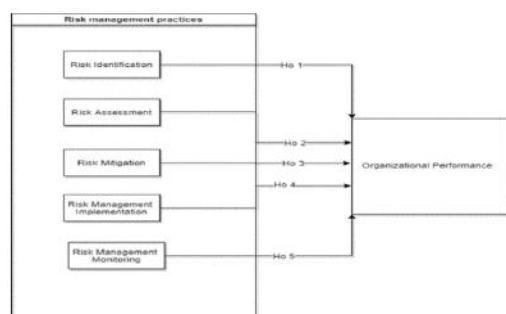 Risk management practices
Risk Identification
Ho 1
Risk Assessment
Ho 2
Risk Mitigation
Ho 3
Organizational Performance
Ho 4
Risk Management
Implementation
Risk Management
Monitoring
Ho 5